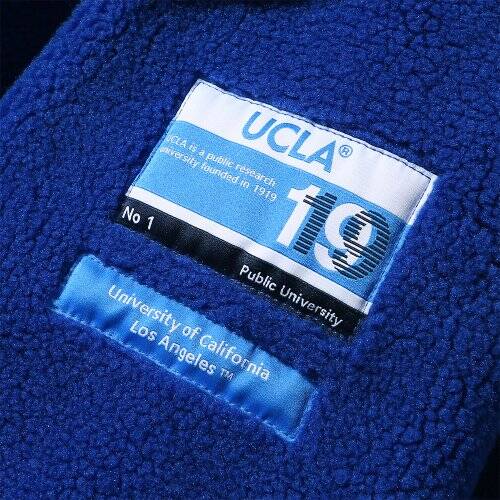 UCLA®
UCLA is a public research
university founded in 1919
19
No 1
Public University
University of California
Los Angeles ™